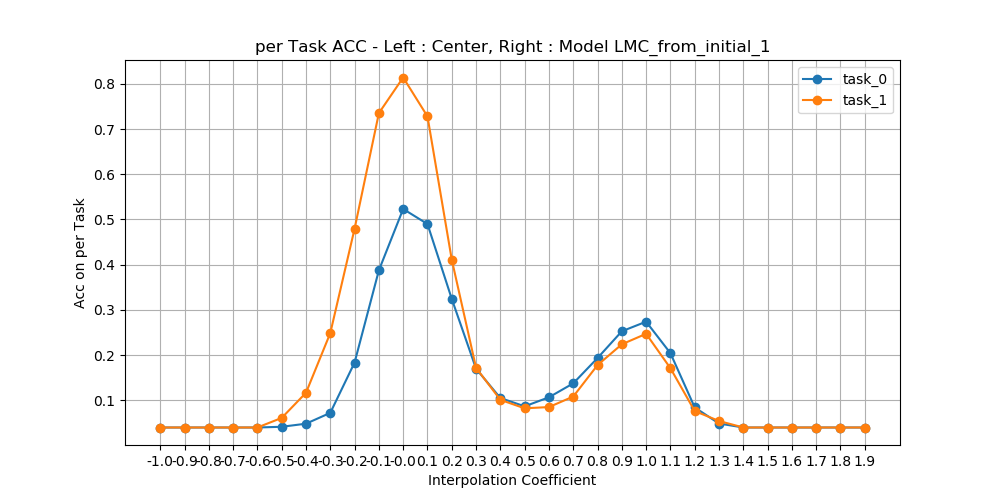 per Task ACC - Left : Center, Right : Model LMC_from_initial_1
task_0
task_1
Acc on per Task
0.8
0.7
0.6
0.5
0.4
0.3
0.2
0.1
-1.0 -0.9 -0.8 -0.7 -0.6 -0.5 -0.4 -0.3 -0.2 -0.1 -0.0 0.1 0.2 0.3 0.4 0.5 0.6 0.7 0.8 0.9 1.0 1.1 1.2 1.3 1.4 1.5 1.6 1.7 1.8 1.9
Interpolation Coefficient